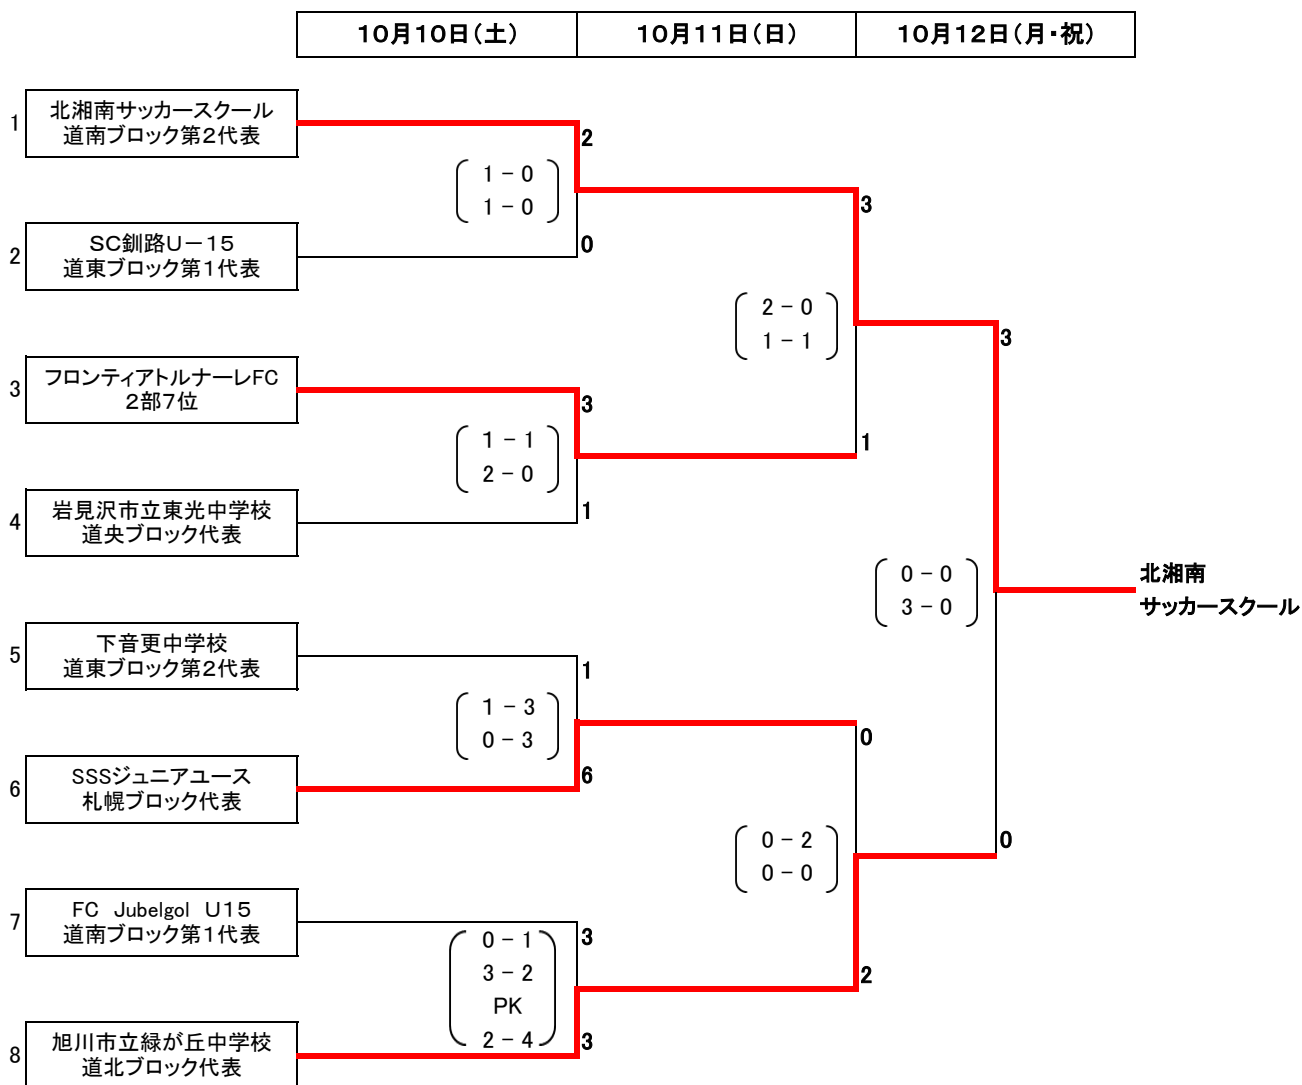 10月10日(土)
10月11日(日)
10月12日(月・祝)
1
北湘南サッカースクール
道南ブロック第2代表
2
1 - 0
1 - 0
3
2
SC釧路U－15
道東ブロック第1代表
0
2 - 0
1 - 1
3
3
フロンティアトルナーレFC
2部7位
3
1 - 1
2 - 0
1
4
岩見沢市立東光中学校
道央ブロック代表
1
0 - 0
3 - 0
北湘南
サッカースクール
5
下音更中学校
道東ブロック第2代表
1
1 - 3
0 - 3
0
6
SSSジュニアユース
札幌ブロック代表
6
0 - 2
0 - 0
0
7
FC Jubelgol U15
道南ブロック第1代表
3
0 - 1
3 - 2
PK
2 - 4
2
8
旭川市立緑が丘中学校
道北ブロック代表
3